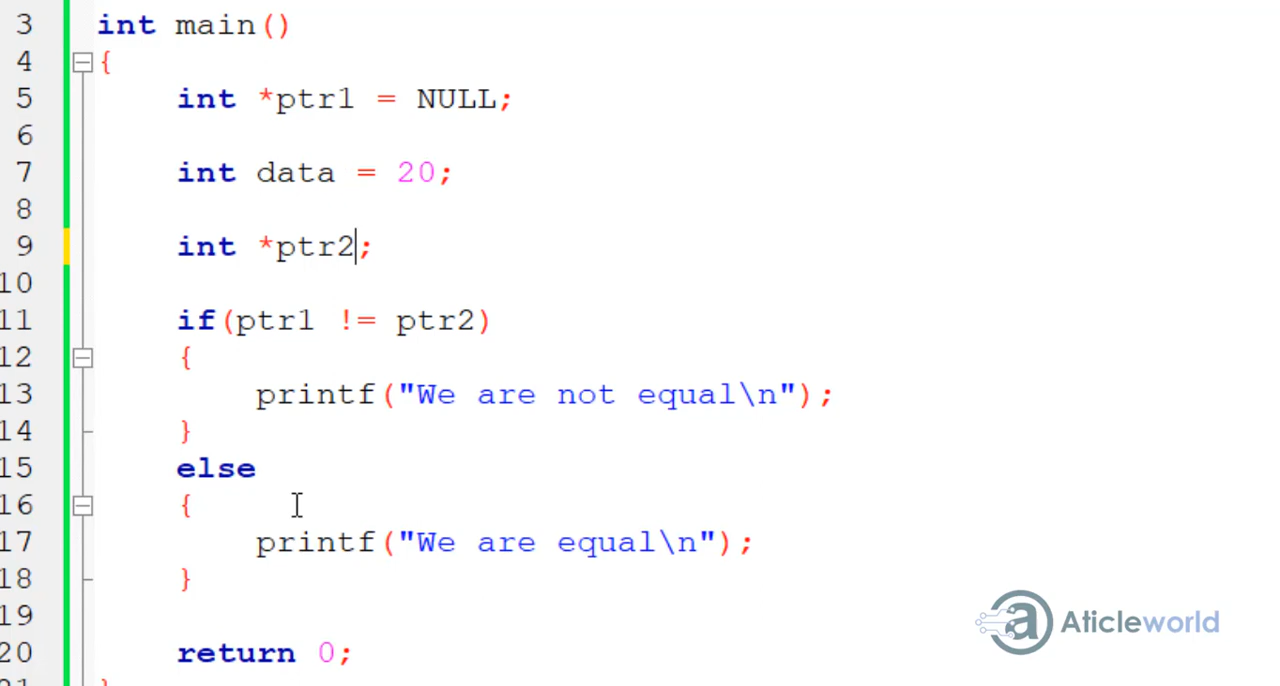 3 int main()
4 {
5 int *ptr1 = NULL;
6
7 int data = 20;
8
9 int *ptr2;
10
11 if(ptr1 != ptr2)
12 {
13 printf("We are not equal\n");
14 }
15 else
16 {
17 printf("We are equal\n");
18 }
19
20 return 0;
21 }
a Aticleworld